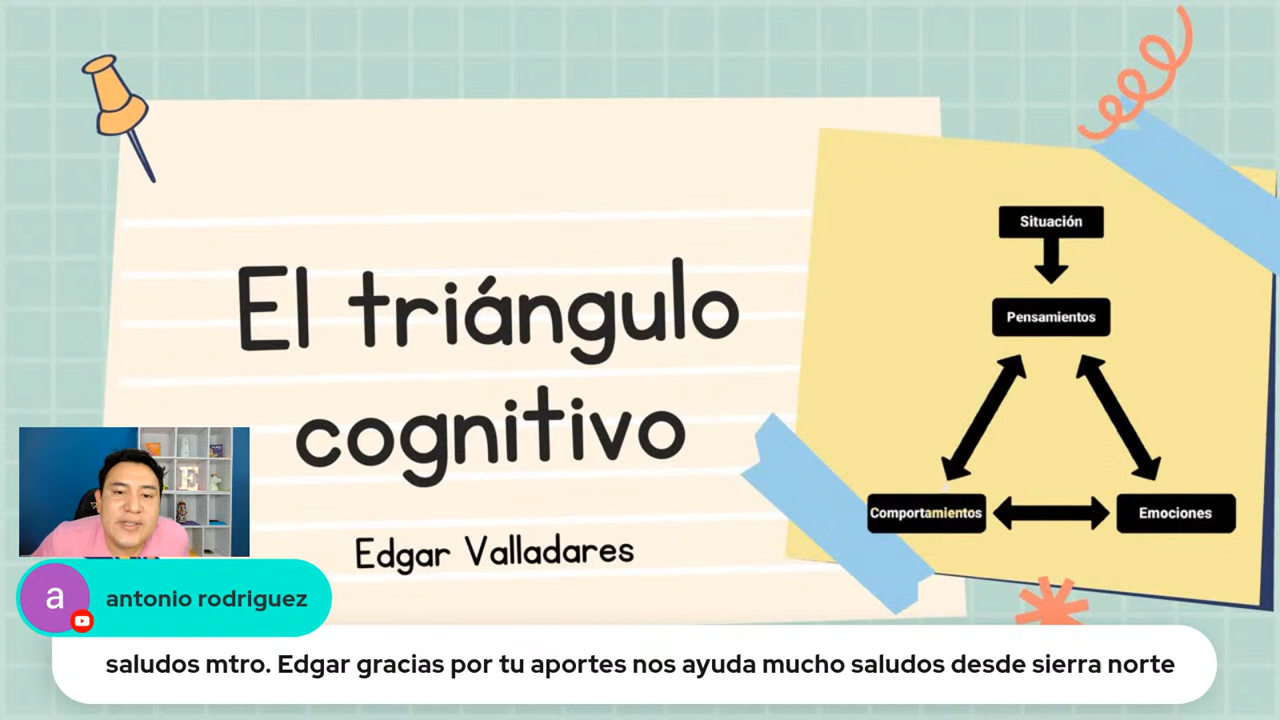 El triángulo
cognitivo
Edgar Valladares
Situación
Pensamientos
Comportamientos
Emociones
E
a
antonio rodriguez
saludos mtro. Edgar gracias por tu aportes nos ayuda mucho saludos desde sierra norte